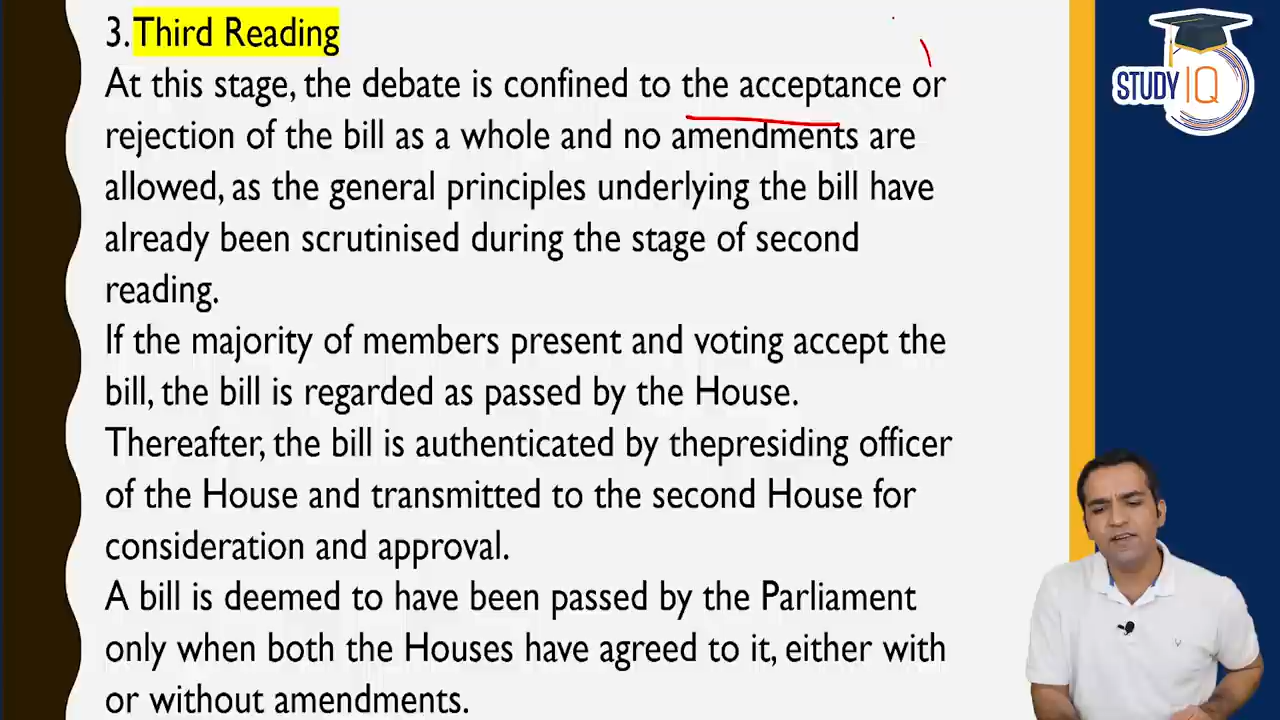 3. Third Reading
At this stage, the debate is confined to the acceptance or
rejection of the bill as a whole and no amendments are
allowed, as the general principles underlying the bill have
already been scrutinised during the stage of second
reading.
If the majority of members present and voting accept the
bill, the bill is regarded as passed by the House.
Thereafter, the bill is authenticated by thepresiding officer
of the House and transmitted to the second House for
consideration and approval.
A bill is deemed to have been passed by the Parliament
only when both the Houses have agreed to it, either with
or without amendments.
STUDY IQ